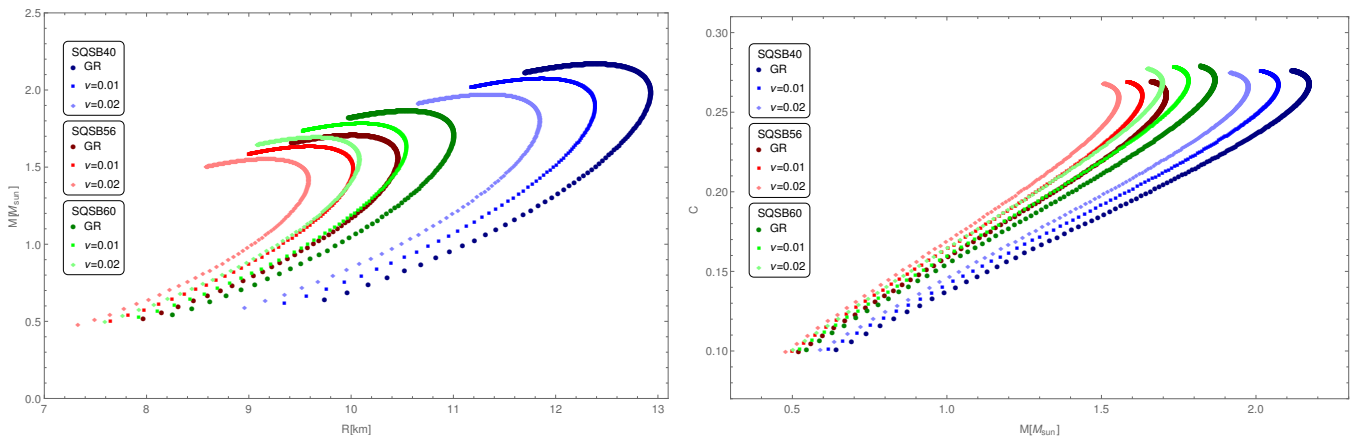 2.5
2.0
1.5
1.0
0.5
0.0
M[M_sun]
SQSB40
GR
ν=0.01
ν=0.02
SQSB56
GR
ν=0.01
ν=0.02
SQSB60
GR
ν=0.01
ν=0.02
7 8 9 10 11 12 13
R[km]
0.30
0.25
0.20
0.15
0.10
C
SQSB40
GR
ν=0.01
ν=0.02
SQSB56
GR
ν=0.01
ν=0.02
SQSB60
GR
ν=0.01
ν=0.02
0.5 1.0 1.5 2.0
M[M_sun]